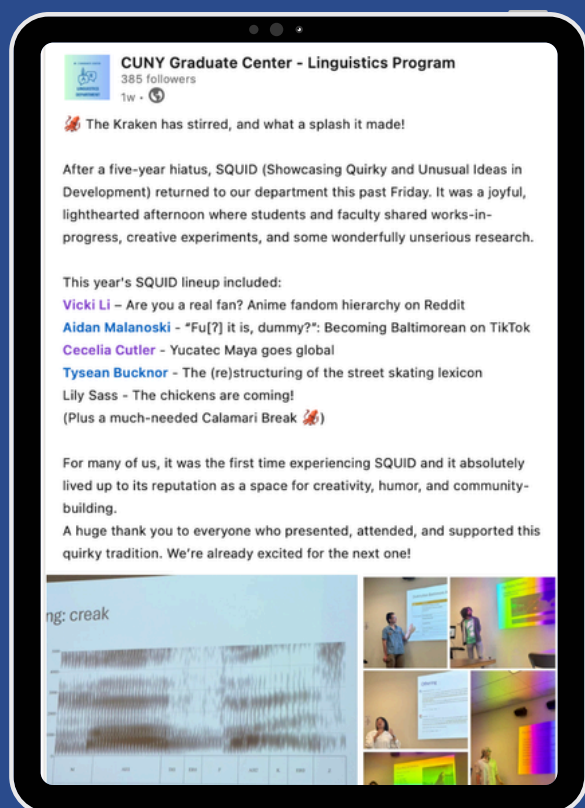 CUNY Graduate Center - Linguistics Program
385 followers
1w •
🦑 The Kraken has stirred, and what a splash it made!
After a five-year hiatus, SQUID (Showcasing Quirky and Unusual Ideas in
Development) returned to our department this past Friday. It was a joyful,
lighthearted afternoon where students and faculty shared works-in-
progress, creative experiments, and some wonderfully unserious research.
This year's SQUID lineup included:
Vicki Li – Are you a real fan? Anime fandom hierarchy on Reddit
Aidan Malanoski - "Fu[?] it is, dummy?": Becoming Baltimorean on TikTok
Cecelia Cutler - Yucatec Maya goes global
Tysean Bucknor - The (re)structuring of the street skating lexicon
Lily Sass - The chickens are coming!
(Plus a much-needed Calamari Break 🦑)
For many of us, it was the first time experiencing SQUID and it absolutely
lived up to its reputation as a space for creativity, humor, and community-
building.
A huge thank you to everyone who presented, attended, and supported this
quirky tradition. We're already excited for the next one!
ng: creak